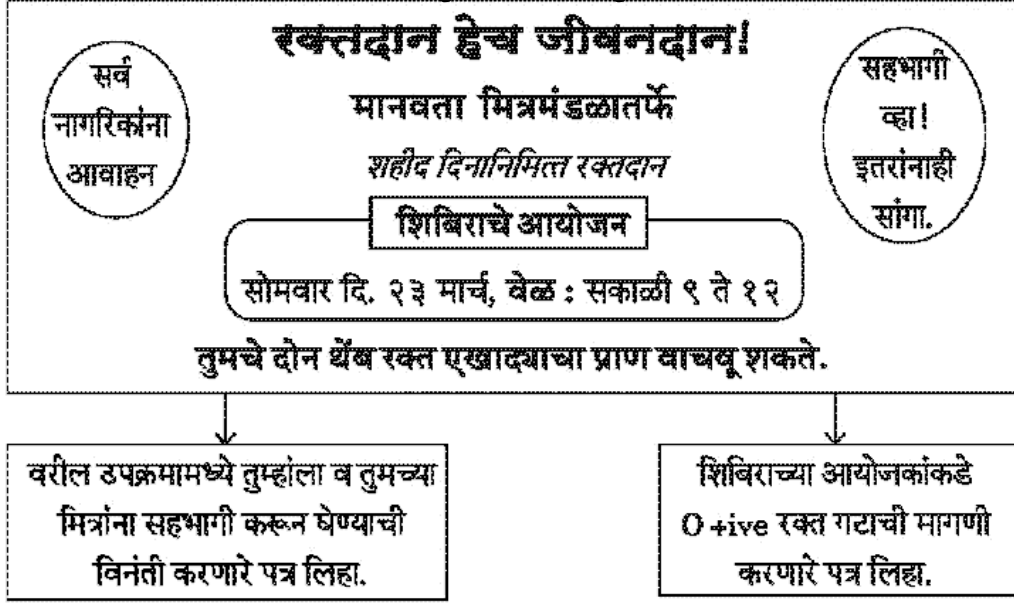 रक्तदान हेच जीवनदान!
सर्व
नागरिकांना
आवाहन
मानवता मित्रमंडळातर्फे
शहीद दिनानिमित्त रक्तदान
शिबिराचे आयोजन
सोमवार दि. २३ मार्च, वेळ : सकाळी ९ ते १२
सहभागी
व्हा!
इतरांनाही
सांगा.
तुमचे दोन थेंब रक्त एखाद्याचा प्राण वाचवू शकते.
वरील उपक्रमामध्ये तुम्हांला व तुमच्या
मित्रांना सहभागी करून घेण्याची
विनंती करणारे पत्र लिहा.
शिबिराच्या आयोजकांकडे
O +ive रक्त गटाची मागणी
करणारे पत्र लिहा.